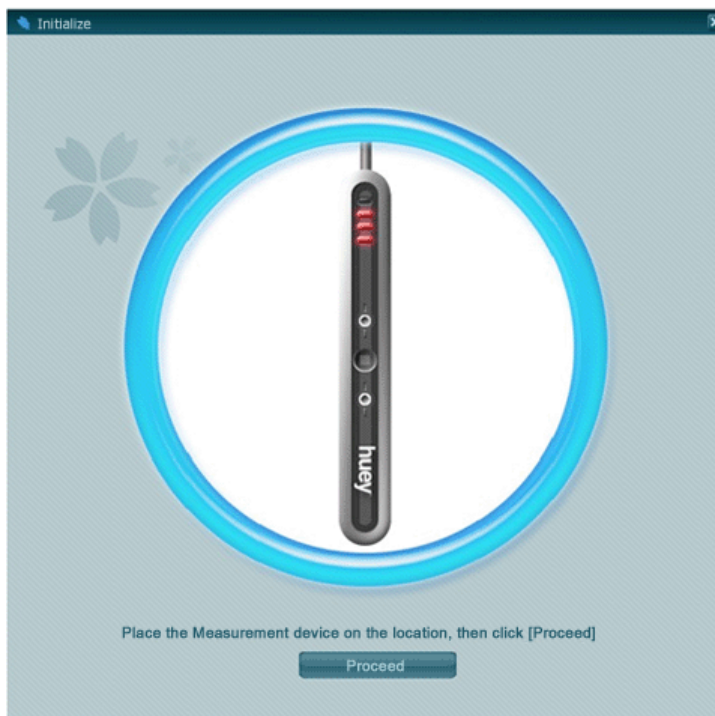 Initialize
huey
Place the Measurement device on the location, then click [Proceed]
Proceed